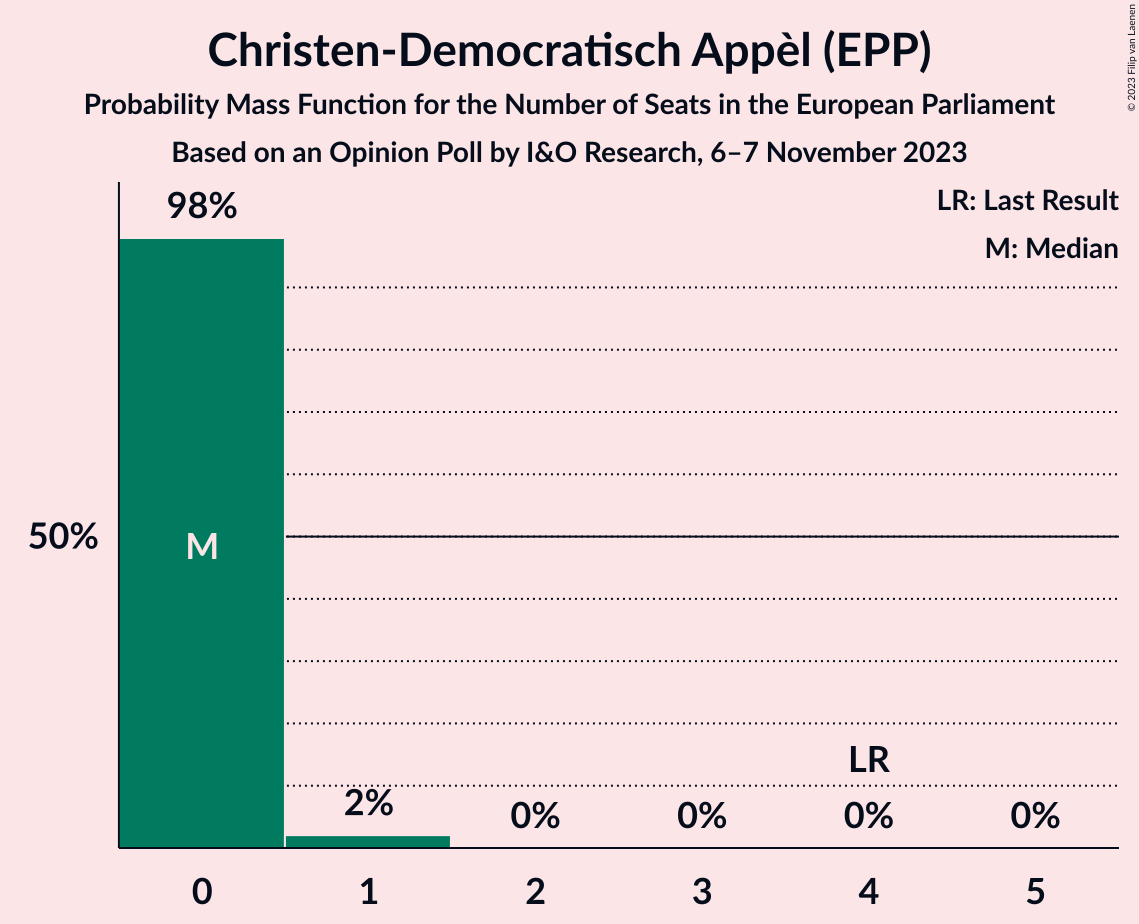 Christen-Democratisch Appèl (EPP)
Probability Mass Function for the Number of Seats in the European Parliament
Based on an Opinion Poll by I&O Research, 6–7 November 2023
© 2023 Filip van Laenen
LR: Last Result
M: Median
98%
50%
M
LR
2%
0%
0%
0%
0%
0
1
2
3
4
5